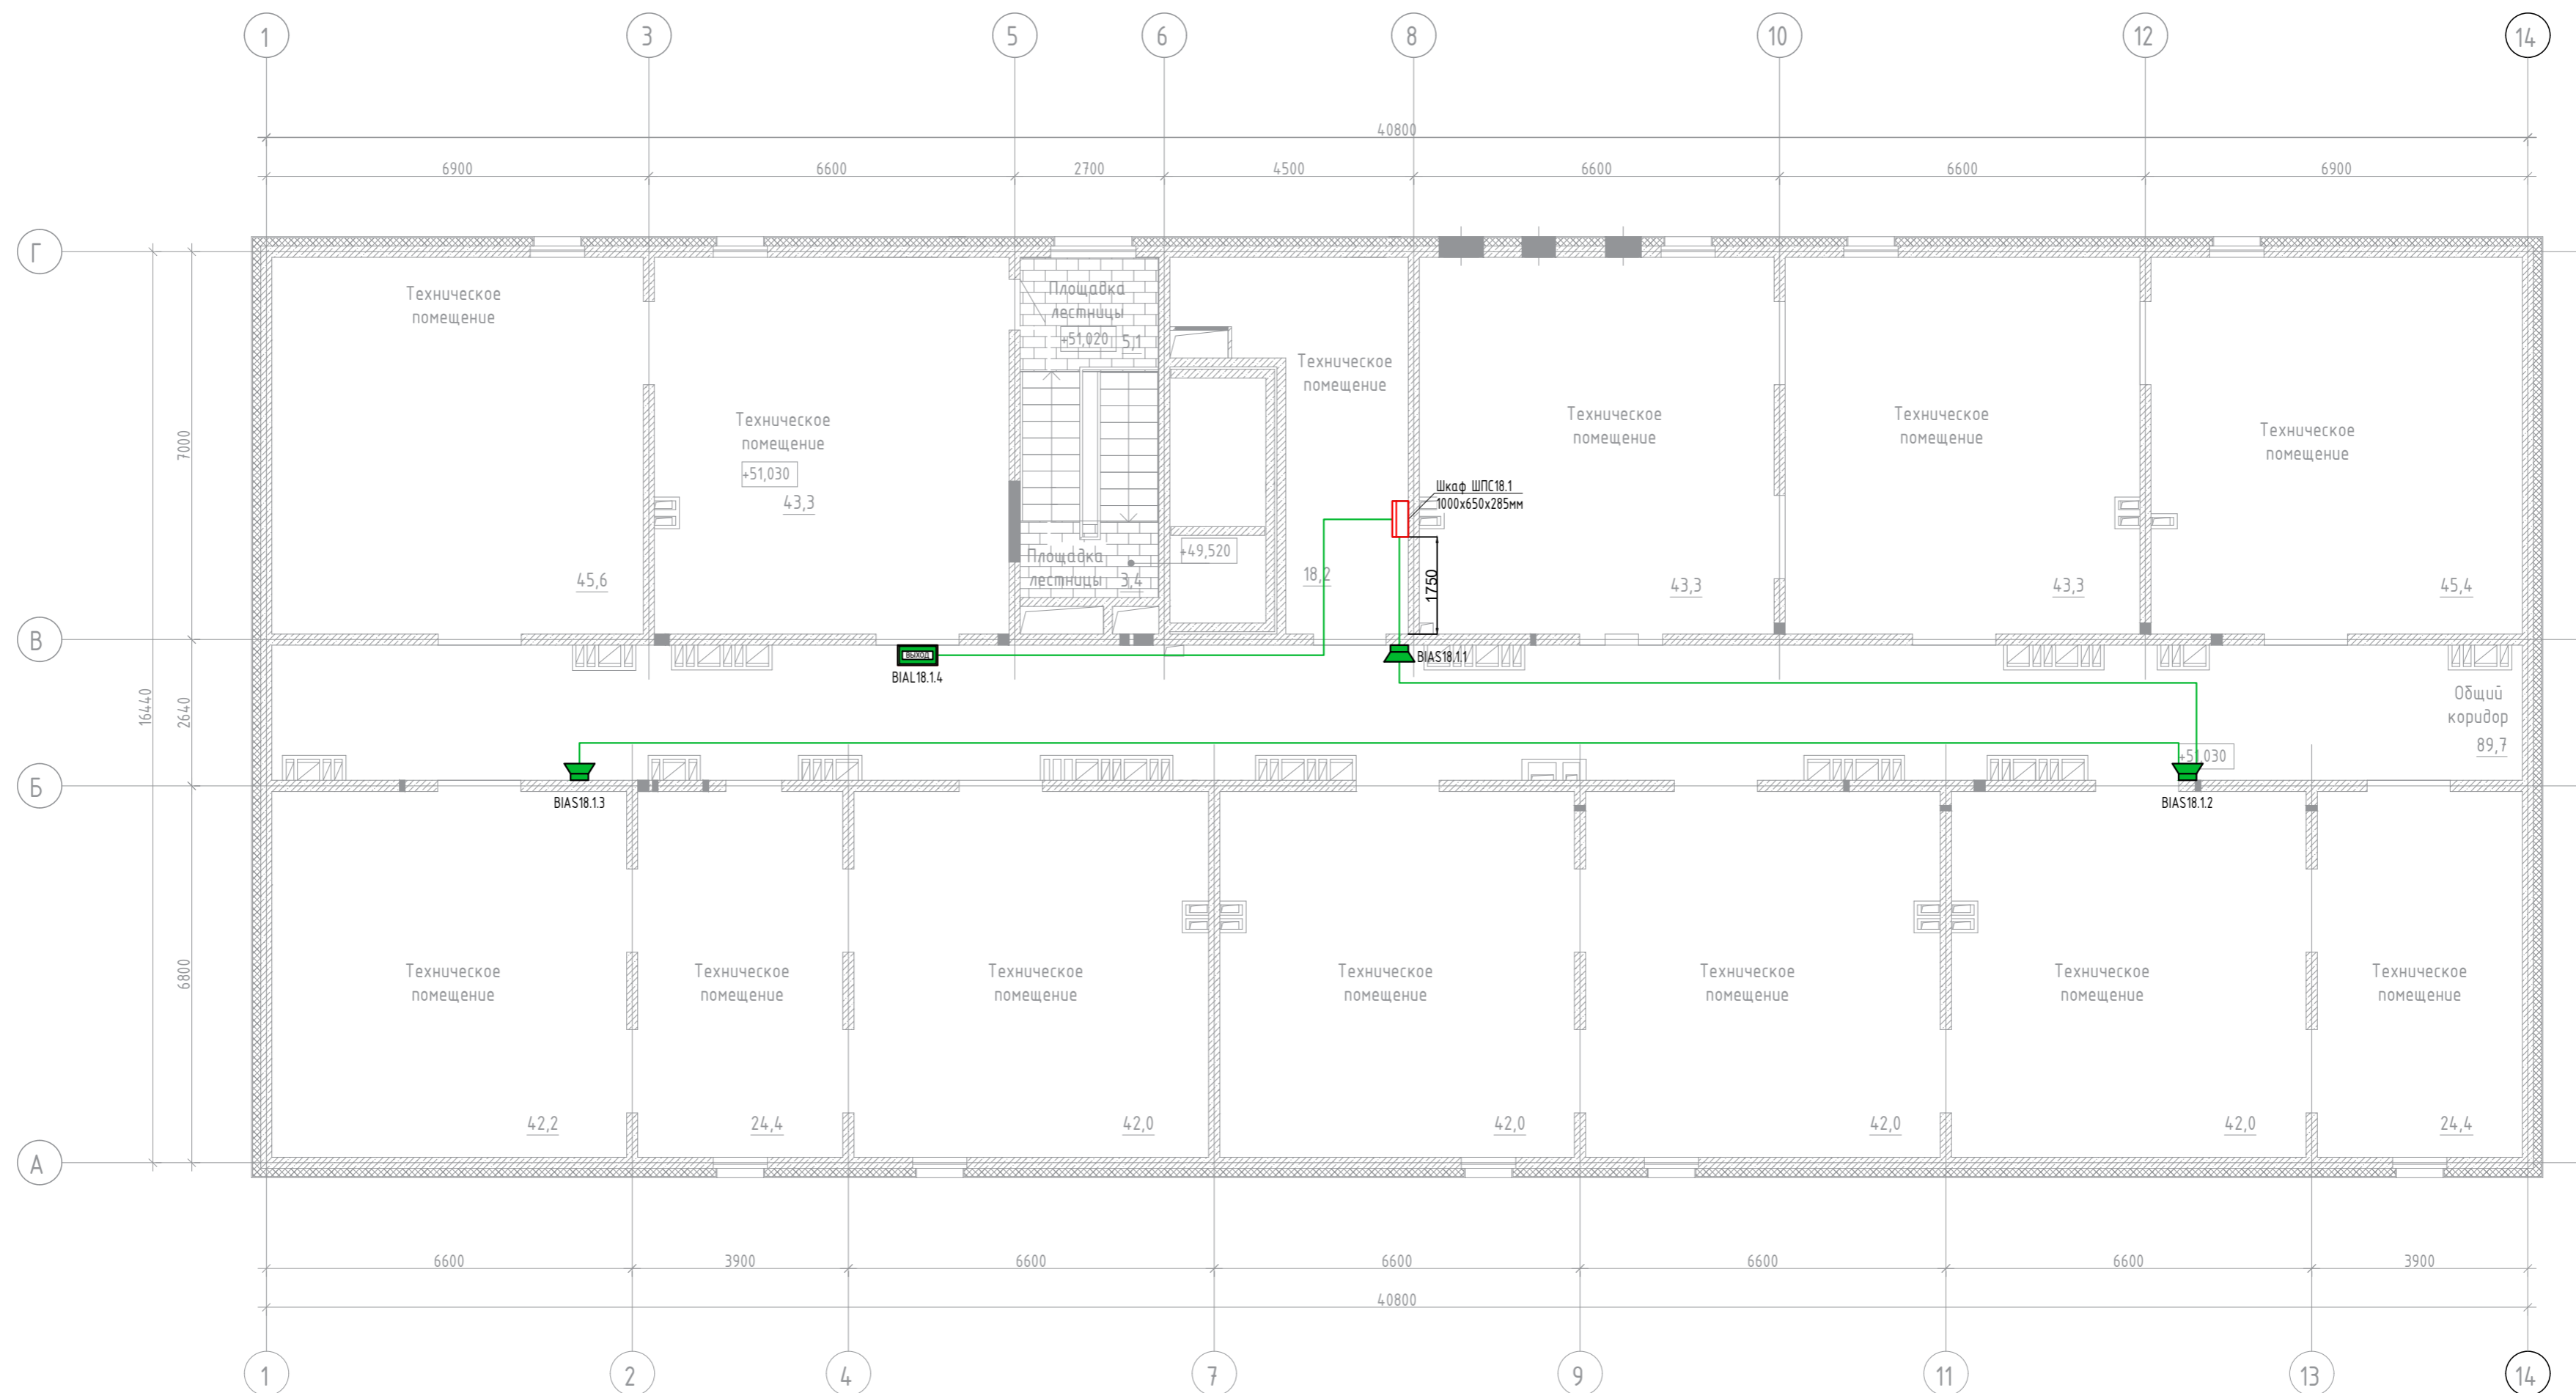 1
3
5
6
8
10
12
14
40800
6900
6600
2700
4500
6600
6600
6900
Г
Техническое
помещение
Площадка
лестницы
+51,020
5,1
Техническое
помещение
Техническое
помещение
+51,030
43,3
Техническое
помещение
Техническое
помещение
Техническое
помещение
7000
Шкаф ШПС18.1
1000х650х285мм
+49,520
Площадка
лестницы
3,4
18,2
1750
45,6
43,3
43,3
45,4
В
ВЫХОД
BIAL18.1.4
BIAS18.1.1
16440
2640
Общий
коридор
89,7
+51,030
Б
BIAS18.1.3
BIAS18.1.2
6800
Техническое
помещение
Техническое
помещение
Техническое
помещение
Техническое
помещение
Техническое
помещение
Техническое
помещение
Техническое
помещение
42,2
24,4
42,0
42,0
42,0
42,0
24,4
А
6600
3900
6600
6600
6600
6600
3900
40800
1
2
4
7
9
11
13
14